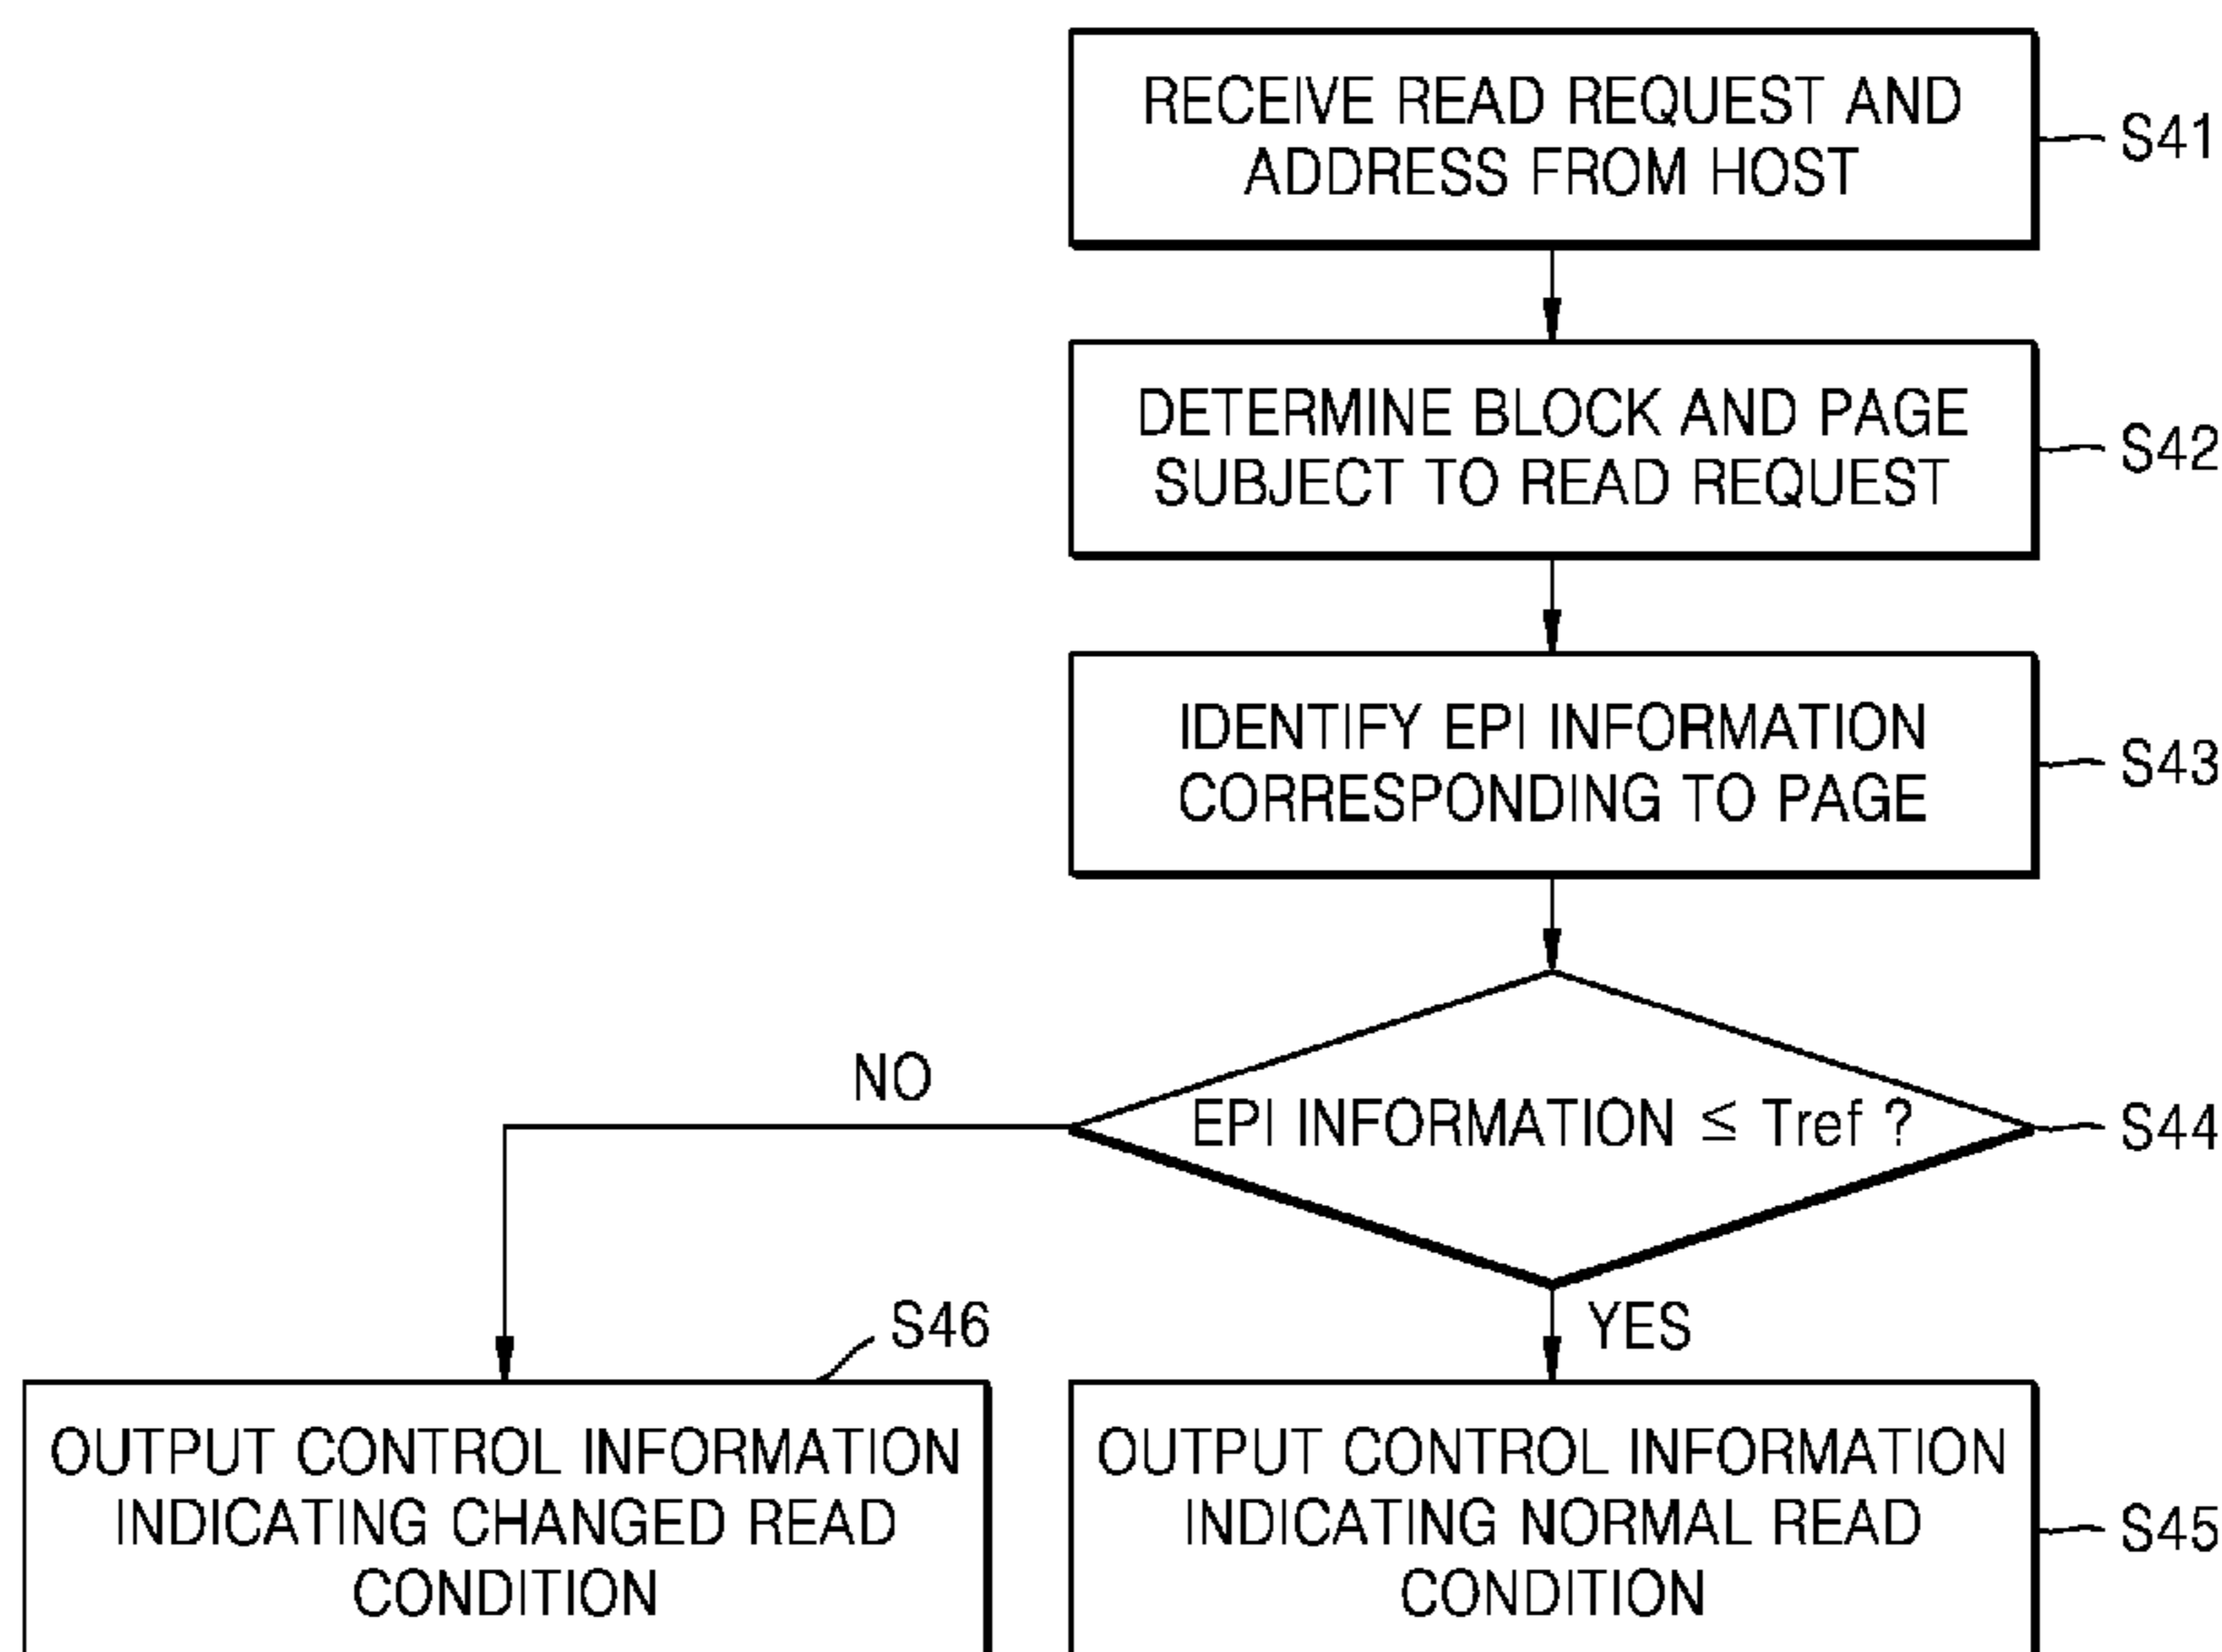 RECEIVE READ REQUEST AND
ADDRESS FROM HOST
S41
DETERMINE BLOCK AND PAGE
SUBJECT TO READ REQUEST
S42
IDENTIFY EPI INFORMATION
CORRESPONDING TO PAGE
S43
NO
EPI INFORMATION ≤ Tref ?
S44
S46
YES
OUTPUT CONTROL INFORMATION
INDICATING CHANGED READ
CONDITION
OUTPUT CONTROL INFORMATION
INDICATING NORMAL READ
CONDITION
S45